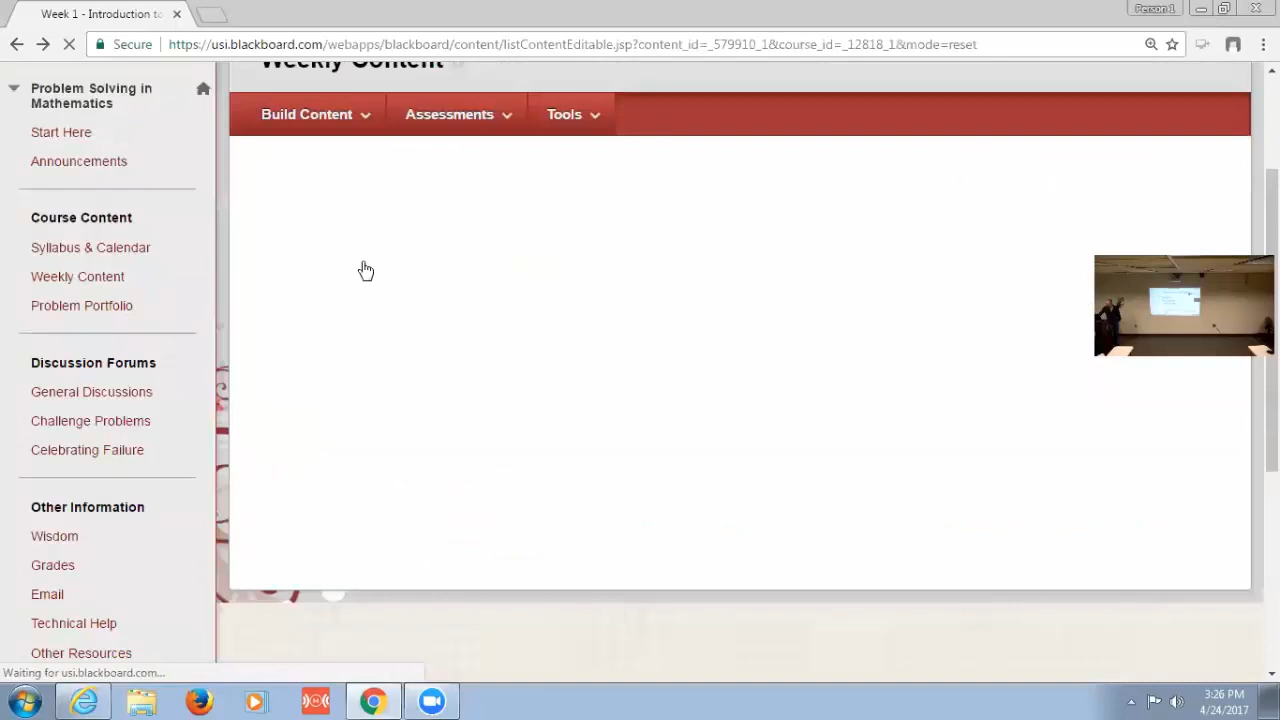 Week 1 - Introduction to
Person 1
Secure
https://usi.blackboard.com/webapps/blackboard/content/listContentEditable.jsp?content_id=_579910_1&course_id=_12818_1&mode=reset
Weekly Content
Build Content
Assessments
Tools
Problem Solving in
Mathematics
Start Here
Announcements
Course Content
Syllabus & Calendar
Weekly Content
Problem Portfolio
Discussion Forums
General Discussions
Challenge Problems
Celebrating Failure
Other Information
Wisdom
Grades
Email
Technical Help
Other Resources
Waiting for usi.blackboard.com...
3:26 PM
4/24/2017